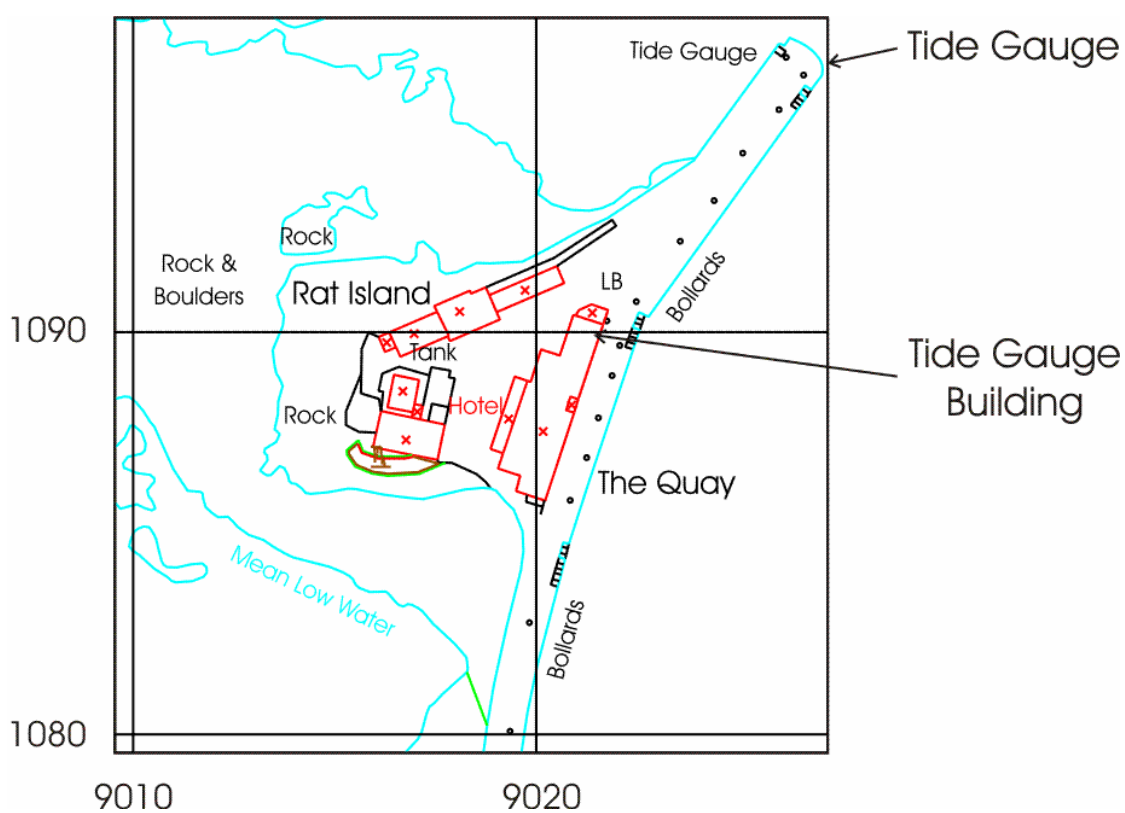 Tide Gauge
Tide Gauge
Rock
Rock &
Boulders
Rat Island
LB
Bollards
1090
Tank
Tide Gauge
Building
Rock
Hotel
The Quay
Mean Low Water
Bollards
1080
9010
9020